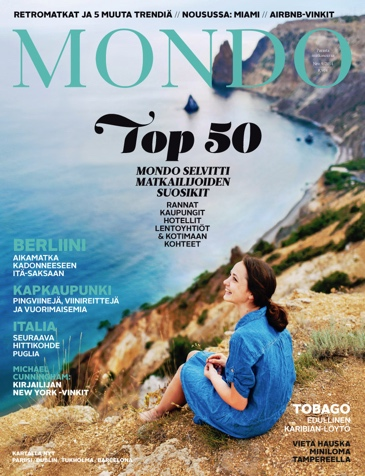 RETROMATKAT JA 5 MUUTA TRENDIÄ // NOUSUSSA: MIAMI // AIRBNB-VINKIT
MONDO
Top 50
MONDO SELVITTI
MATKAILIJOIDEN
SUOSIKIT
RANNAT
KAUPUNGIT
HOTELLIT
LENTOYHTIÖT
& KOTIMAAN
KOHTEET
BERLIINI
AIKAMATKA
KADONNEESEEN
ITÄ-SAKSAAN
KAPKAUPUNKI
PINGVIINEJÄ, VIINIREITTEJÄ
JA VUORIMAISEMIA
ITALIA
SEURAAVA
HITTIKOHDE
PUGLIA
MICHAEL
CUNNINGHAM:
KIRJAILIJAN
NEW YORK -VINKIT
KARTALLA NYT
PARIISI, DUBLIN, TUKHOLMA, BARCELONA
TOBAGO
EDULLINEN
KARIBIAN-LÖYTÖ
VIETÄ HAUSKA
MINILOMA
TAMPEREELLA